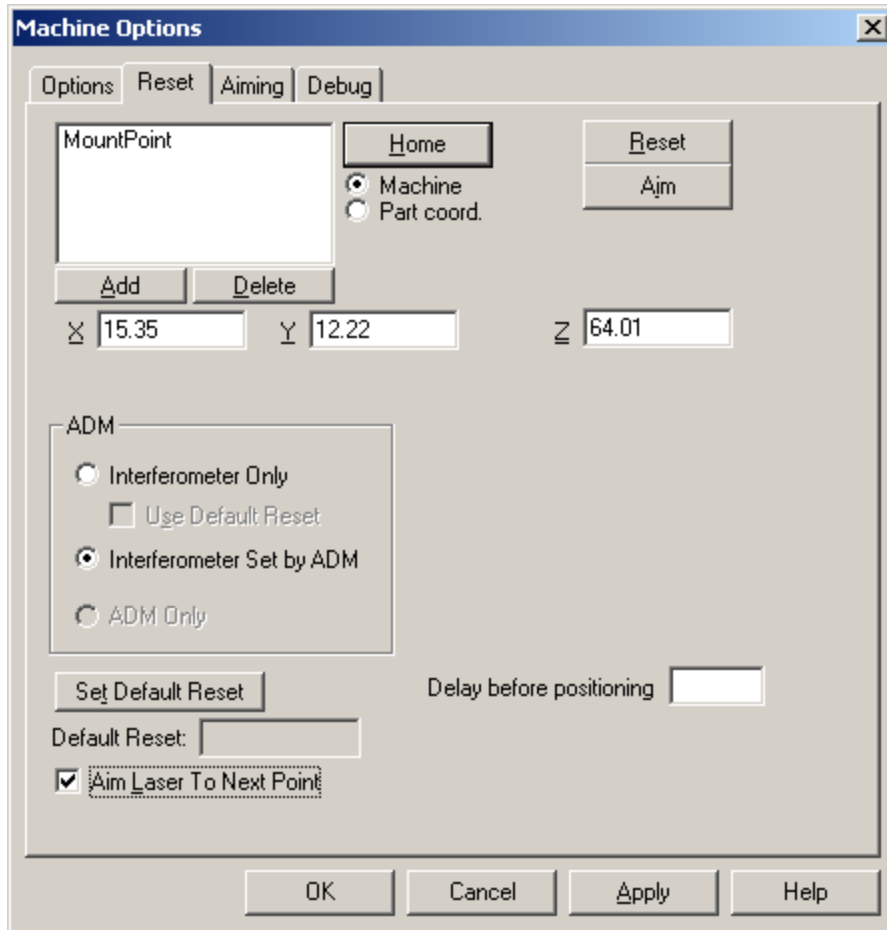 Machine Options
Options Reset Aiming Debug
MountPoint
Home
Reset
Machine
Aim
Part coord.
Add Delete
X 15.35 Y 12.22 Z 64.01
ADM
Interferometer Only
Use Default Reset
Interferometer Set by ADM
ADM Only
Set Default Reset
Delay before positioning
Default Reset:
Aim Laser To Next Point
OK Cancel Apply Help